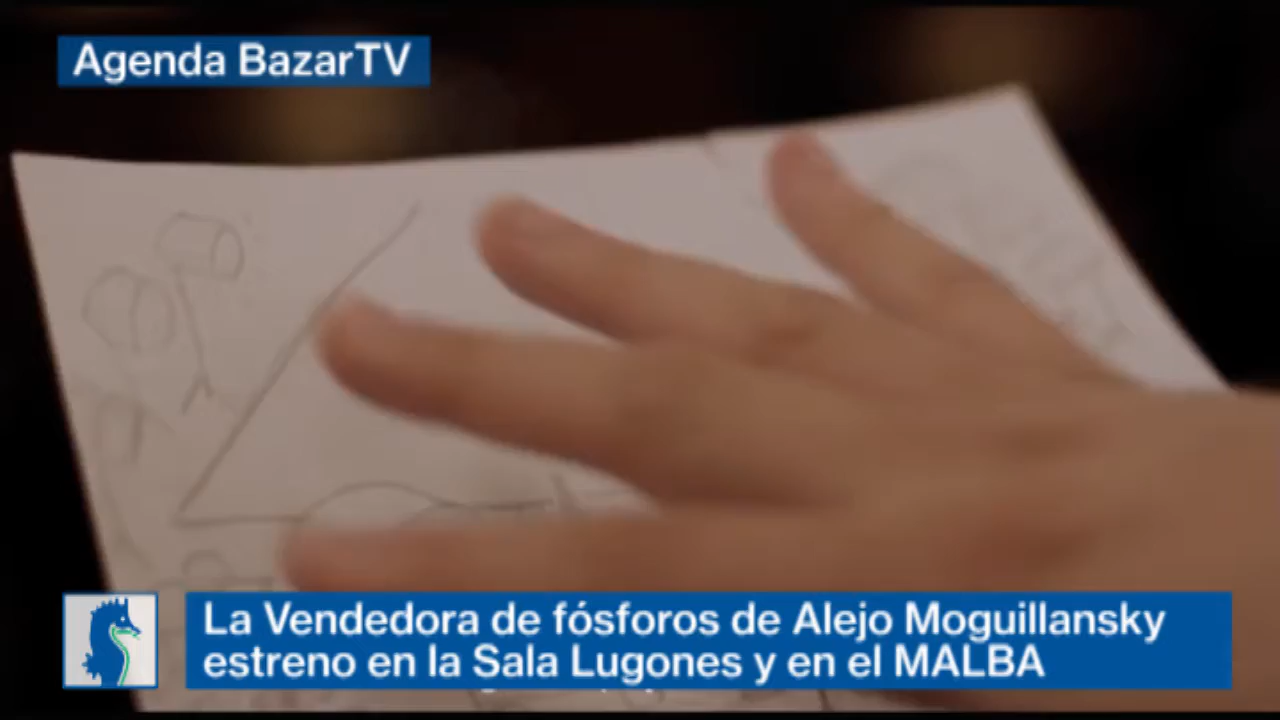 Agenda BazarTV
La Vendedora de fósforos de Alejo Moguillansky
estreno en la Sala Lugones y en el MALBA